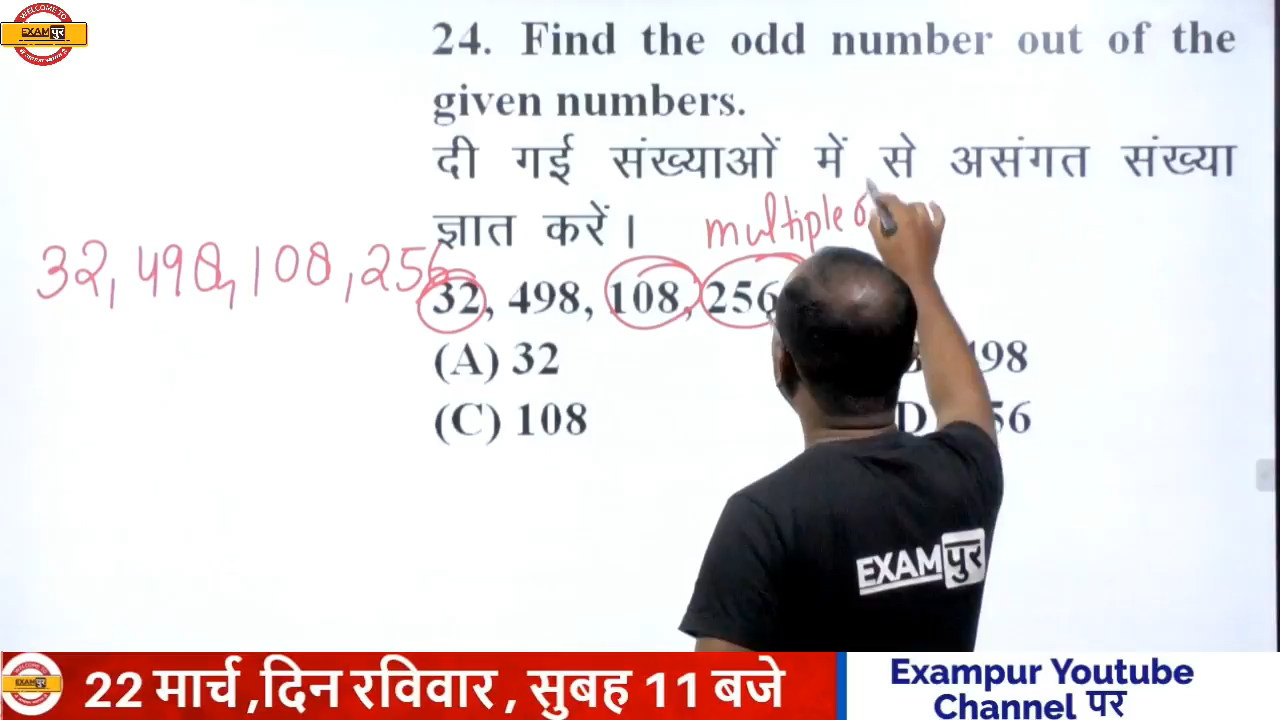 WELCOME TO
EXAMपुर
24. Find the odd number out of the
given numbers.
दी गई संख्याओं में से असंगत संख्या
ज्ञात करें।
multiple o
32, 498, 108, 256
32, 498, 108, 256
(A) 32
498
(C) 108
D 56
EXAMपुर
22 मार्च ,दिन रविवार , सुबह 11 बजे
Exampur Youtube
Channel पर